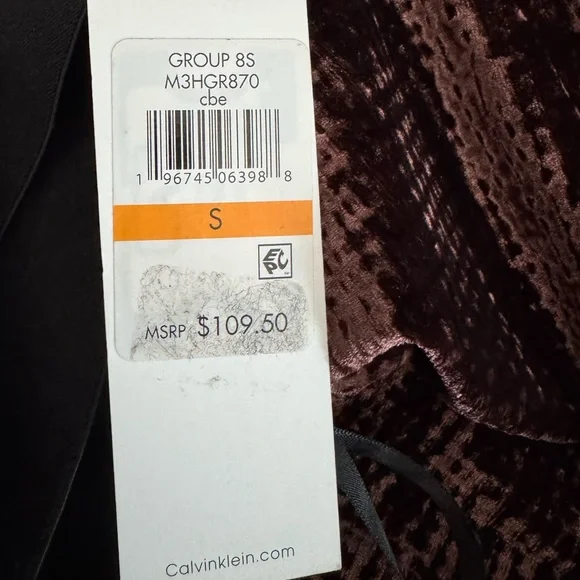 GROUP 8S
M3HGR870
cbe
1 96745 06398 8
S
EPC
MSRP $109.50
Calvinklein.com